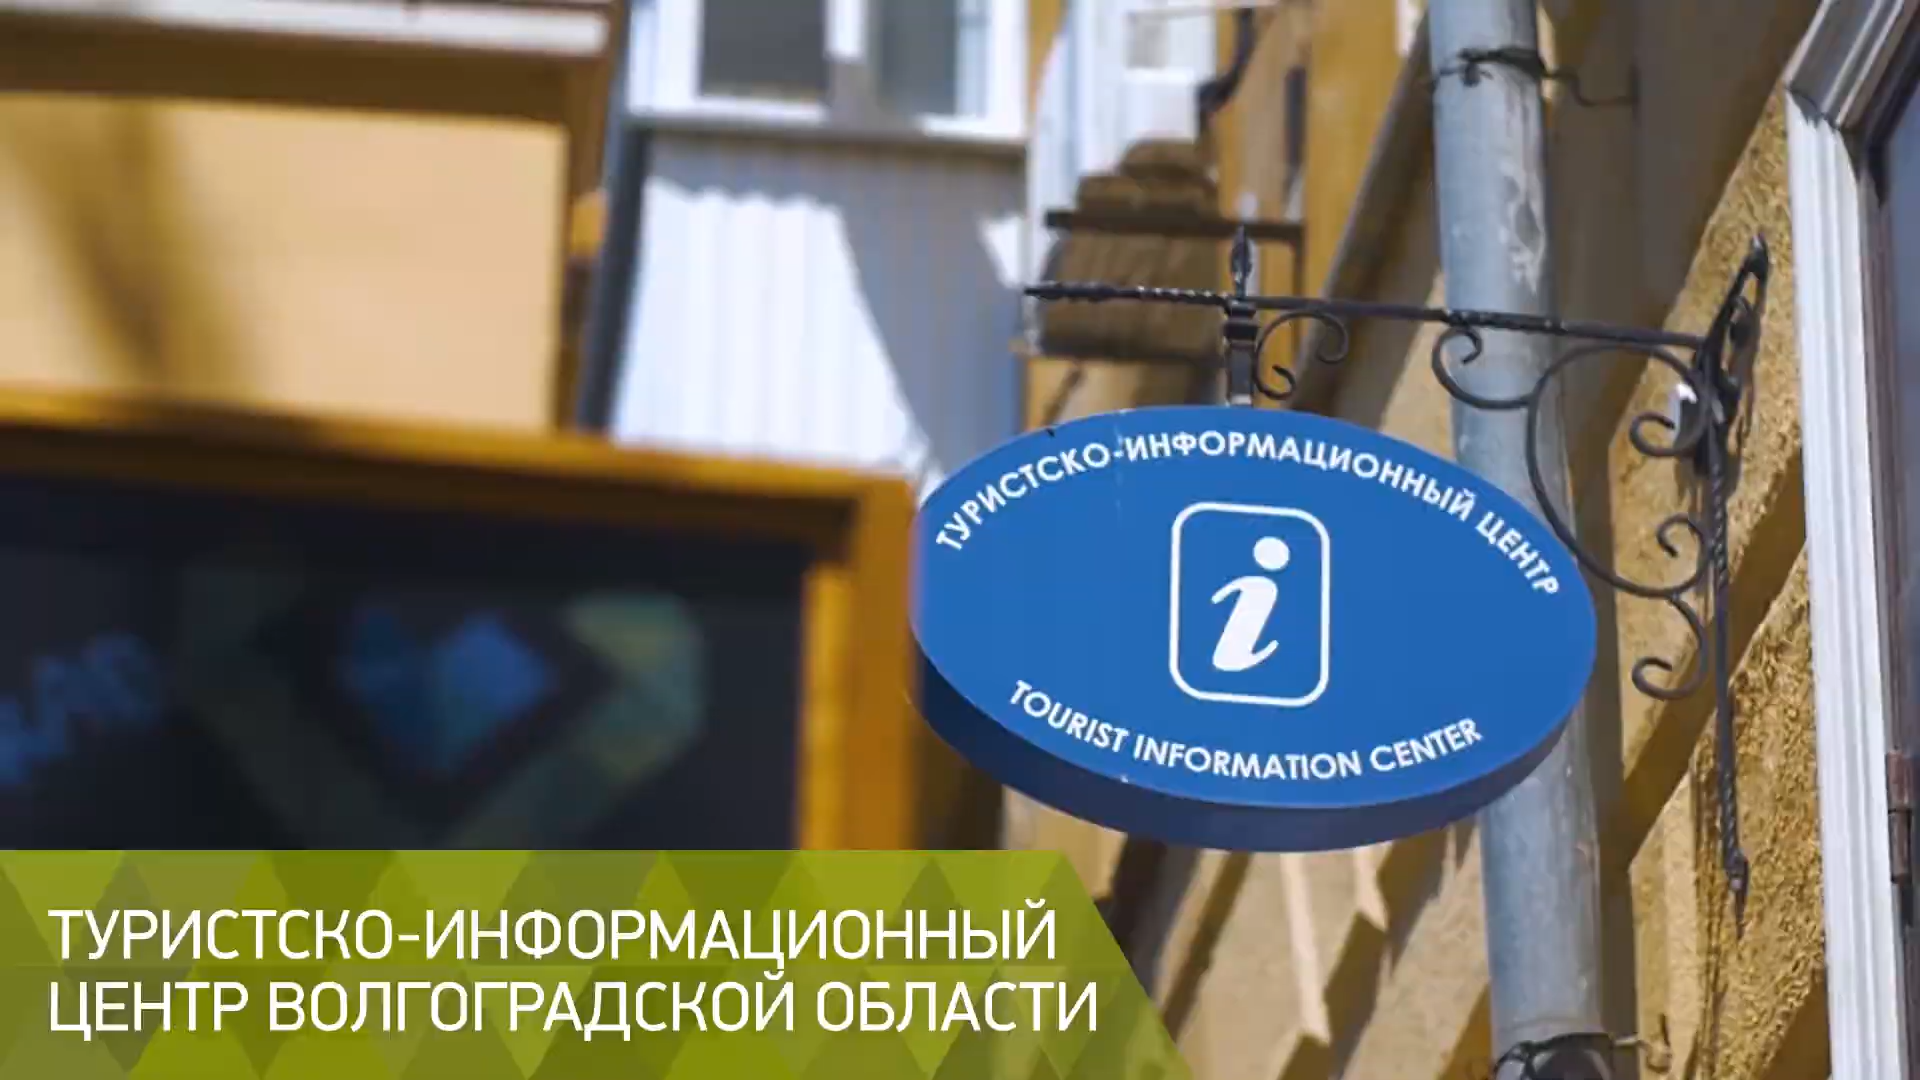 ТУРИСТСКО-ИНФОРМАЦИОННЫЙ ЦЕНТР
i
TOURIST INFORMATION CENTER
ТУРИСТСКО-ИНФОРМАЦИОННЫЙ
ЦЕНТР ВОЛГОГРАДСКОЙ ОБЛАСТИ